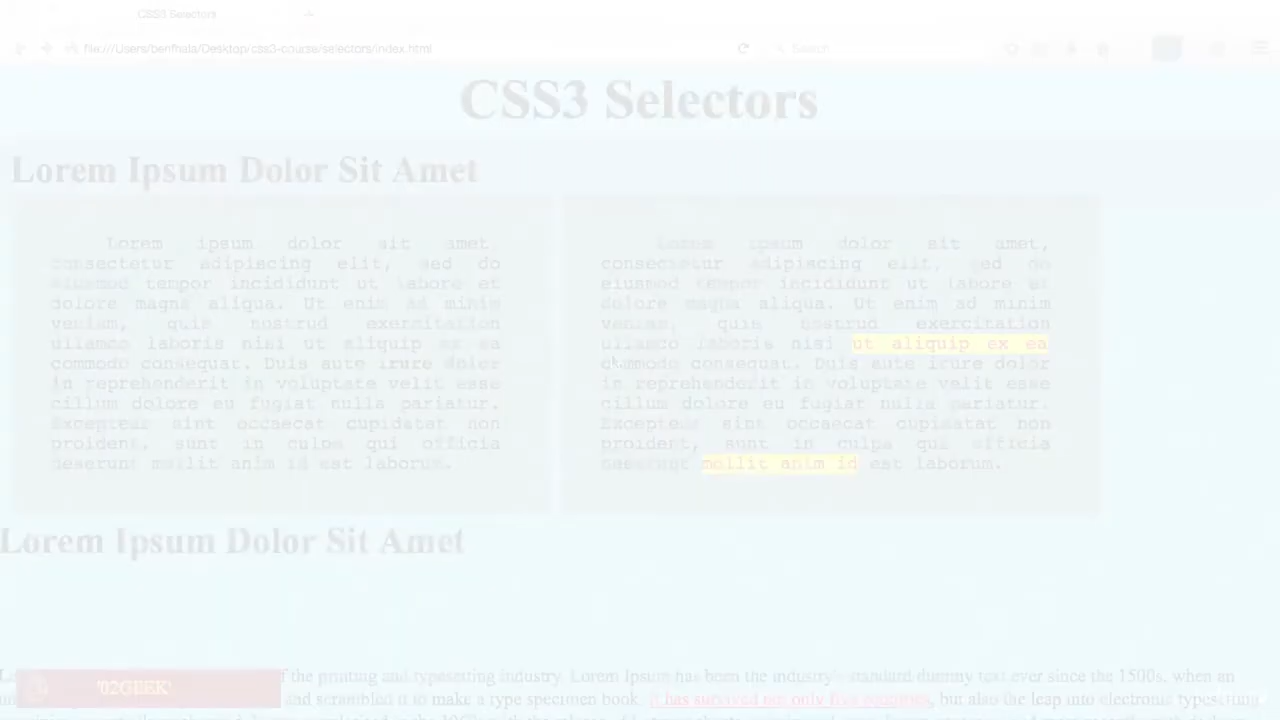 CSS3 Selectors
file:///Users/benfhala/Desktop/css3-course/selectors/index.html
Search
CSS3 Selectors
Lorem Ipsum Dolor Sit Amet
Lorem ipsum dolor sit amet,
consectetur adipiscing elit, sed do
eiusmod tempor incididunt ut labore et
dolore magna aliqua. Ut enim ad minim
veniam, quis nostrud exercitation
ullamco laboris nisi ut aliquip ex ea
commodo consequat. Duis aute irure dolor
in reprehenderit in voluptate velit esse
cillum dolore eu fugiat nulla pariatur.
Excepteur sint occaecat cupidatat non
proident, sunt in culpa qui officia
deserunt mollit anim id est laborum.
Lorem ipsum dolor sit amet,
consectetur adipiscing elit, sed do
eiusmod tempor incididunt ut labore et
dolore magna aliqua. Ut enim ad minim
veniam, quis nostrud exercitation
ullamco laboris nisi ut aliquip ex ea
commodo consequat. Duis aute irure dolor
in reprehenderit in voluptate velit esse
cillum dolore eu fugiat nulla pariatur.
Excepteur sint occaecat cupidatat non
proident, sunt in culpa qui officia
deserunt mollit anim id est laborum.
Lorem Ipsum Dolor Sit Amet
f the printing and typesetting industry. Lorem Ipsum has been the industry's standard dummy text ever since the 1500s, when an
'02GEEK'
and scrambled it to make a type specimen book. It has survived not only five centuries, but also the leap into electronic typesetting,